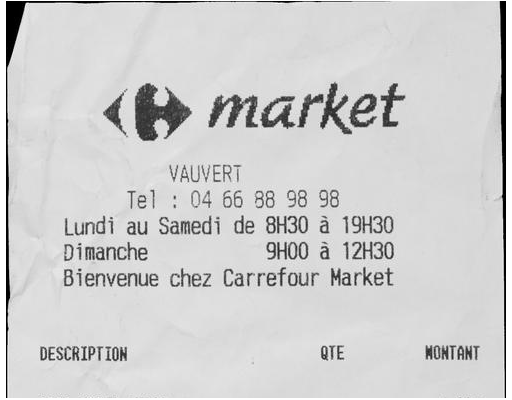 market
VAUVERT
Tel : 04 66 88 98 98
Lundi au Samedi de 8H30 à 19H30
Dimanche 9H00 à 12H30
Bienvenue chez Carrefour Market
DESCRIPTION QTE MONTANT